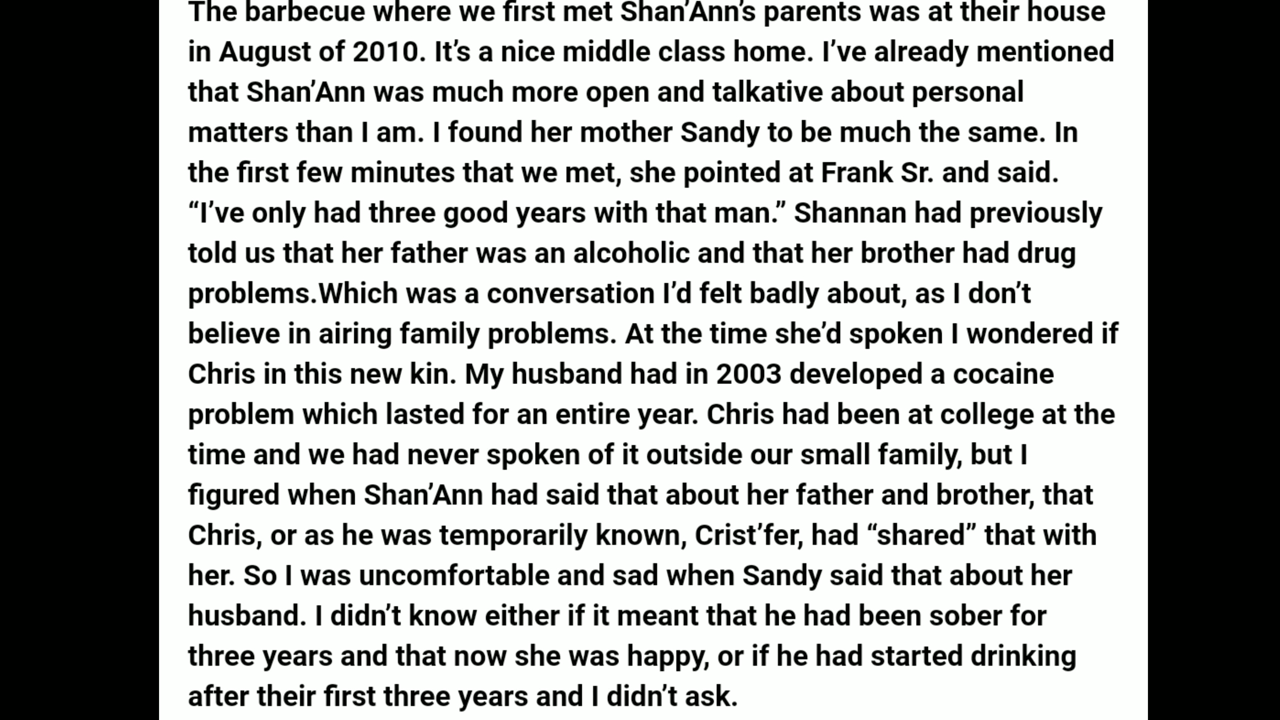 The barbecue where we first met Shan’Ann’s parents was at their house
in August of 2010. It’s a nice middle class home. I’ve already mentioned
that Shan’Ann was much more open and talkative about personal
matters than I am. I found her mother Sandy to be much the same. In
the first few minutes that we met, she pointed at Frank Sr. and said.
“I’ve only had three good years with that man.” Shannan had previously
told us that her father was an alcoholic and that her brother had drug
problems.Which was a conversation I’d felt badly about, as I don’t
believe in airing family problems. At the time she’d spoken I wondered if
Chris in this new kin. My husband had in 2003 developed a cocaine
problem which lasted for an entire year. Chris had been at college at the
time and we had never spoken of it outside our small family, but I
figured when Shan’Ann had said that about her father and brother, that
Chris, or as he was temporarily known, Crist’fer, had “shared” that with
her. So I was uncomfortable and sad when Sandy said that about her
husband. I didn’t know either if it meant that he had been sober for
three years and that now she was happy, or if he had started drinking
after their first three years and I didn’t ask.